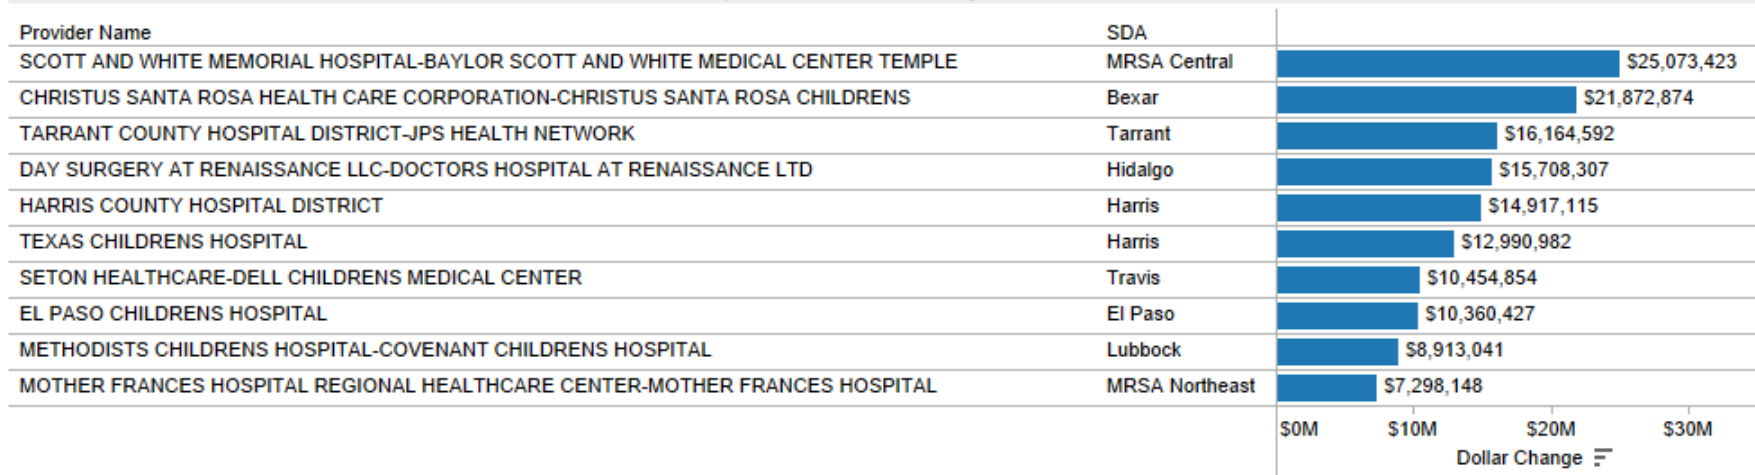 Provider Name SDA
SCOTT AND WHITE MEMORIAL HOSPITAL-BAYLOR SCOTT AND WHITE MEDICAL CENTER TEMPLE MRSA Central $25,073,423
CHRISTUS SANTA ROSA HEALTH CARE CORPORATION-CHRISTUS SANTA ROSA CHILDRENS Bexar $21,872,874
TARRANT COUNTY HOSPITAL DISTRICT-JPS HEALTH NETWORK Tarrant $16,164,592
DAY SURGERY AT RENAISSANCE LLC-DOCTORS HOSPITAL AT RENAISSANCE LTD Hidalgo $15,708,307
HARRIS COUNTY HOSPITAL DISTRICT Harris $14,917,115
TEXAS CHILDRENS HOSPITAL Harris $12,990,982
SETON HEALTHCARE-DELL CHILDRENS MEDICAL CENTER Travis $10,454,854
EL PASO CHILDRENS HOSPITAL El Paso $10,360,427
METHODISTS CHILDRENS HOSPITAL-COVENANT CHILDRENS HOSPITAL Lubbock $8,913,041
MOTHER FRANCES HOSPITAL REGIONAL HEALTHCARE CENTER-MOTHER FRANCES HOSPITAL MRSA Northeast $7,298,148
$0M $10M $20M $30M
Dollar Change